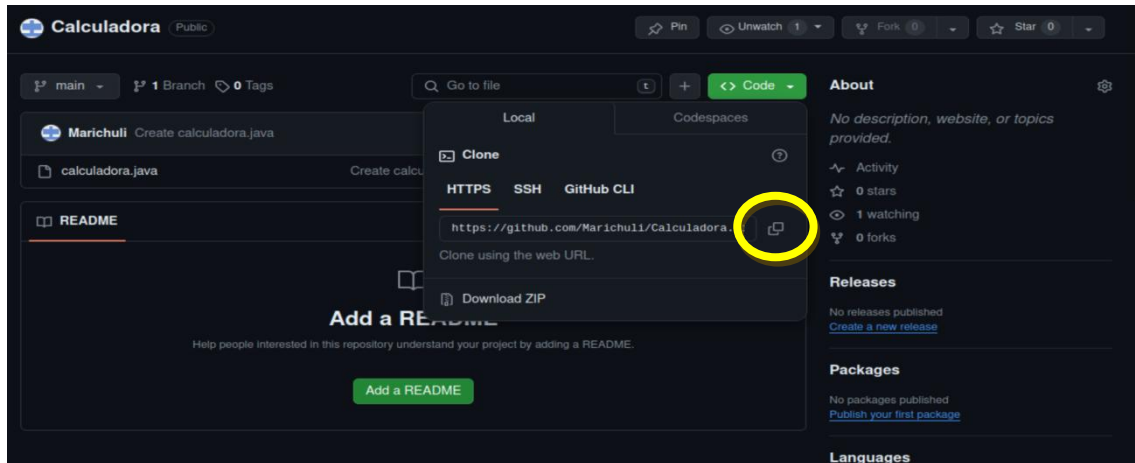 Calculadora Public
Pin
Unwatch 1
Fork 0
Star 0
main
1 Branch
0 Tags
Go to file
t
Code
Marichuli Create calculadora.java
calculadora.java
Create calcu
README
Add a
Help people interested in this repository understand your project by adding a README.
Add a README
Local
Codespaces
Clone
HTTPS
SSH
GitHub CLI
https://github.com/Marichuli/Calculadora.
Clone using the web URL.
Download ZIP
About
No description, website, or topics
provided.
Activity
0 stars
1 watching
0 forks
Releases
No releases published
Create a new release
Packages
No packages published
Publish your first package
Languages